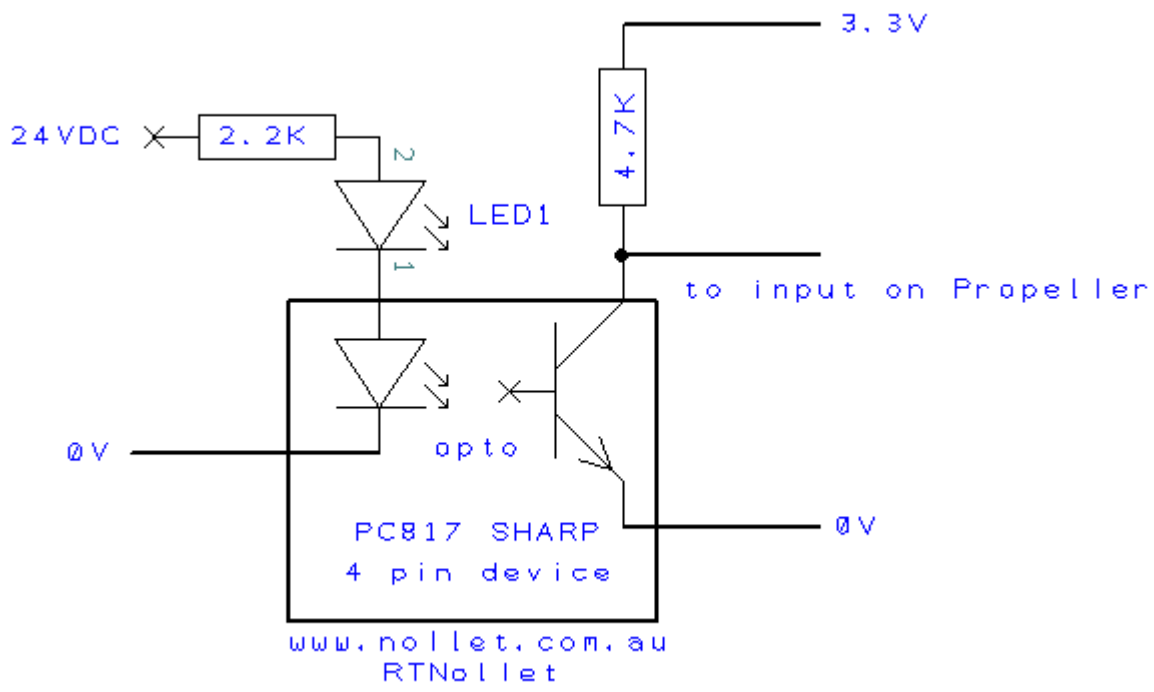 3.3V
4.7K
24VDC
2.2K
2
LED1
1
to input on Propeller
0V
opto
PC817 SHARP
0V
4 pin device
www.nollet.com.au
RTNollet